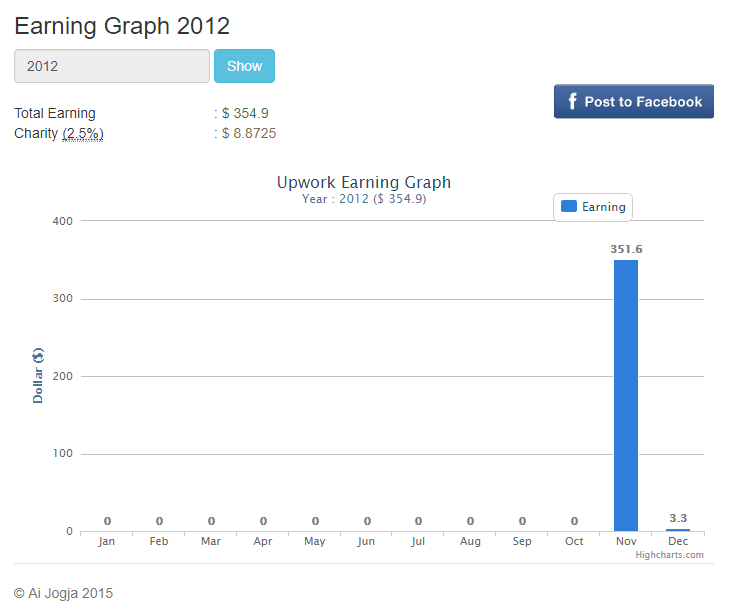 Earning Graph 2012
2012
Show
Total Earning : $ 354.9
Charity (2.5%) : $ 8.8725
f Post to Facebook
Upwork Earning Graph
Year : 2012 ($ 354.9)
Earning
Dollar ($)
400
300
200
100
0
0 0 0 0 0 0 0 0 0 0 351.6 3.3
Jan Feb Mar Apr May Jun Jul Aug Sep Oct Nov Dec
Highcharts.com
© Ai Jogja 2015